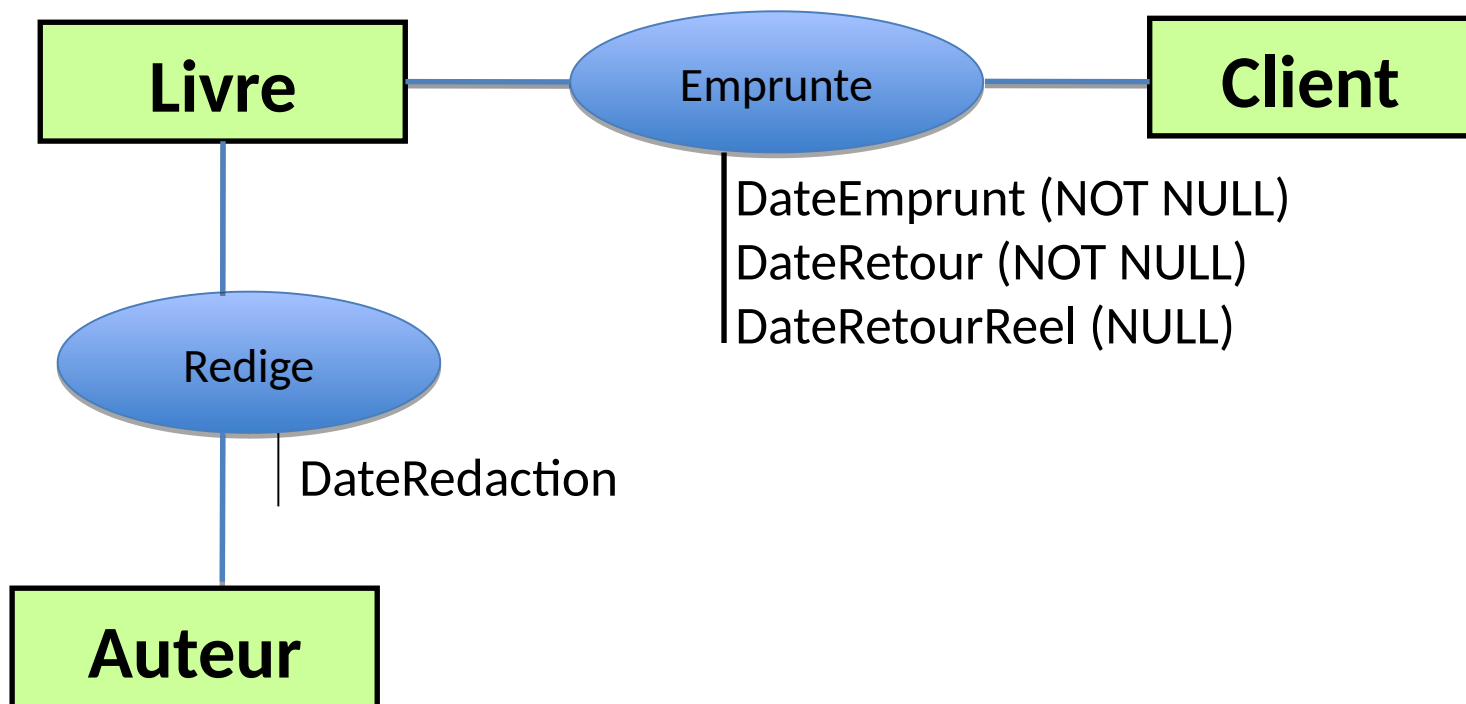 Livre
Emprunte
Client
DateEmprunt (NOT NULL)
DateRetour (NOT NULL)
DateRetourReel (NULL)
Redige
DateRedaction
Auteur